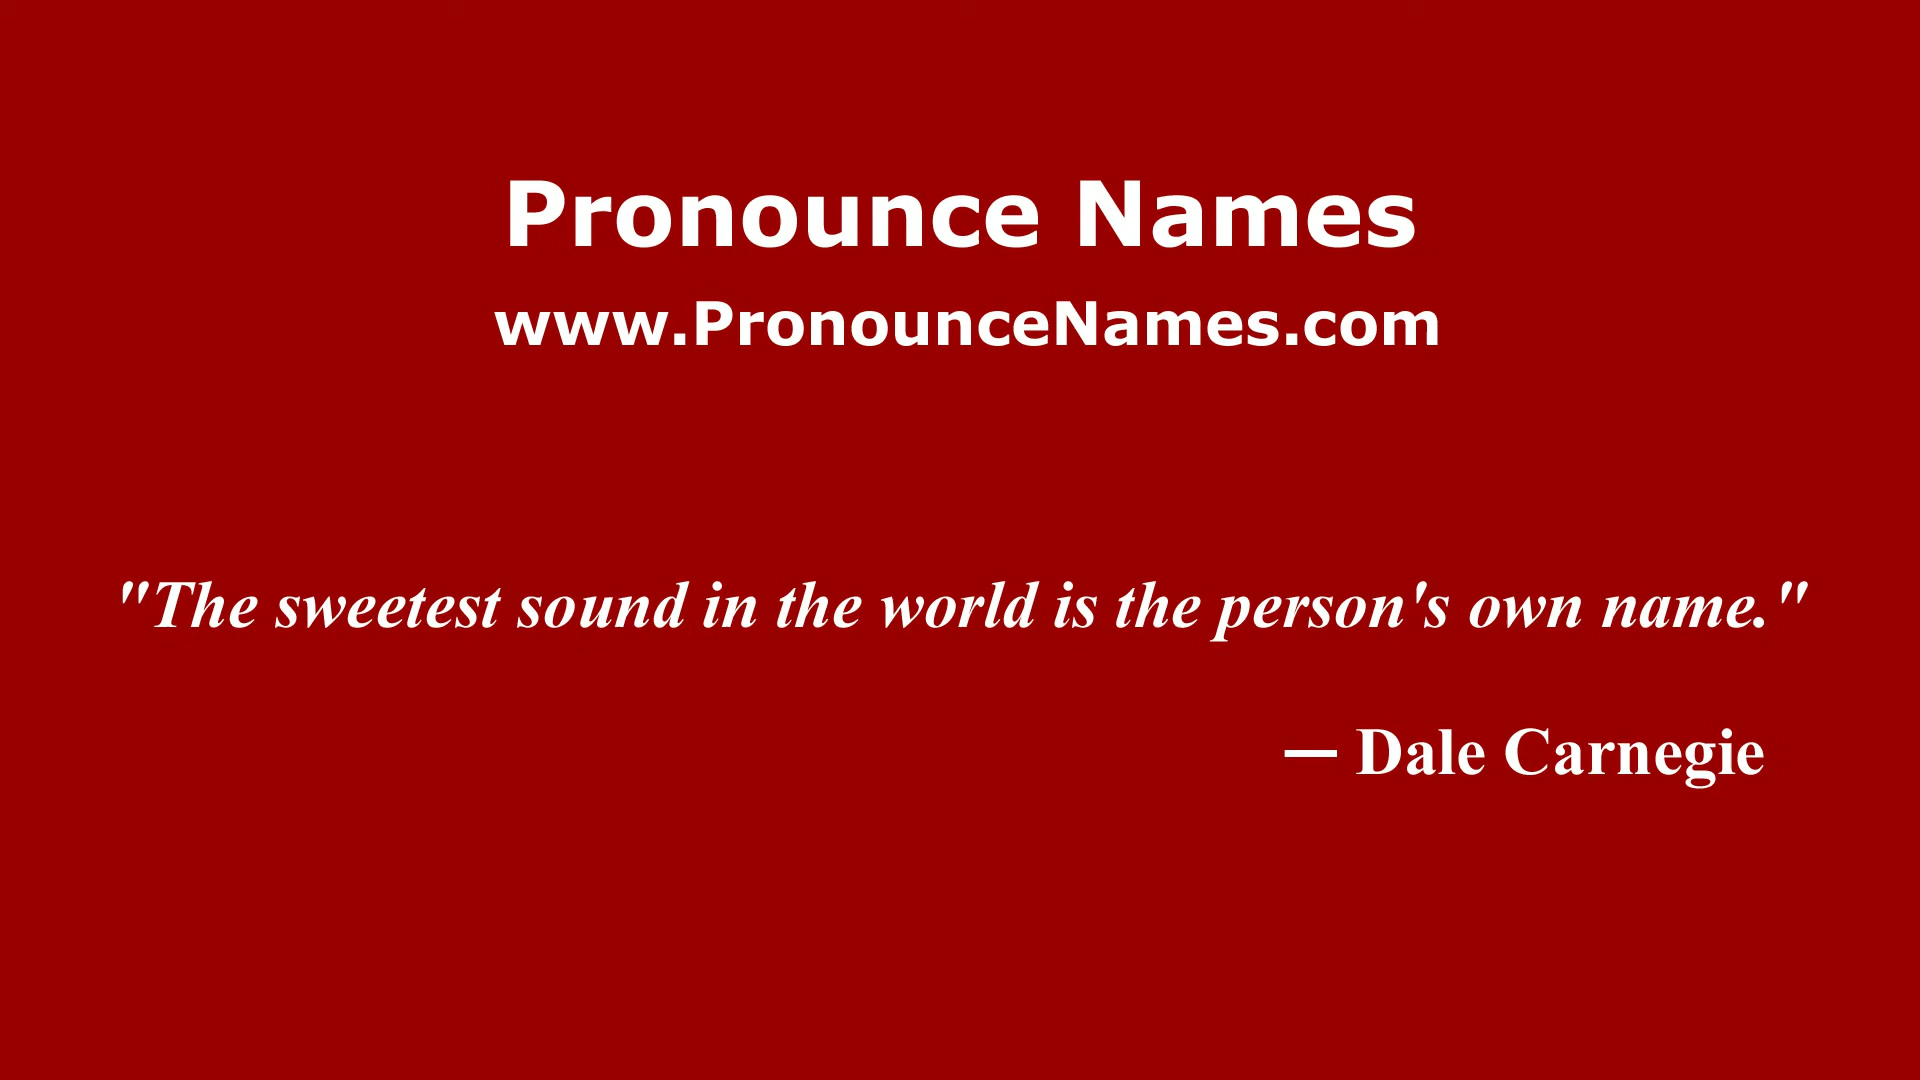 Pronounce Names
www.PronounceNames.com
"The sweetest sound in the world is the person's own name."
— Dale Carnegie